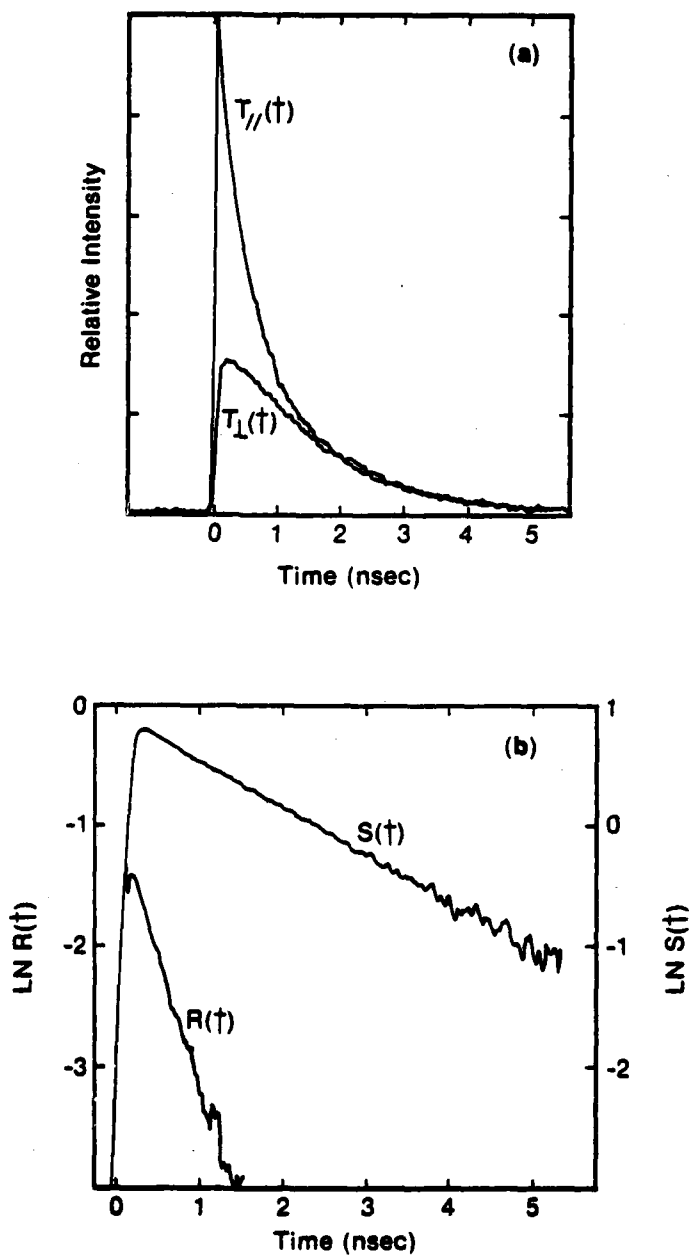 (a)
T//(†)
Relative Intensity
T⊥(†)
0 1 2 3 4 5
Time (nsec)
0 1
(b)
-1 0
S(†)
LN R(†)
LN S(†)
-2 -1
R(†)
-3 -2
0 1 2 3 4 5
Time (nsec)